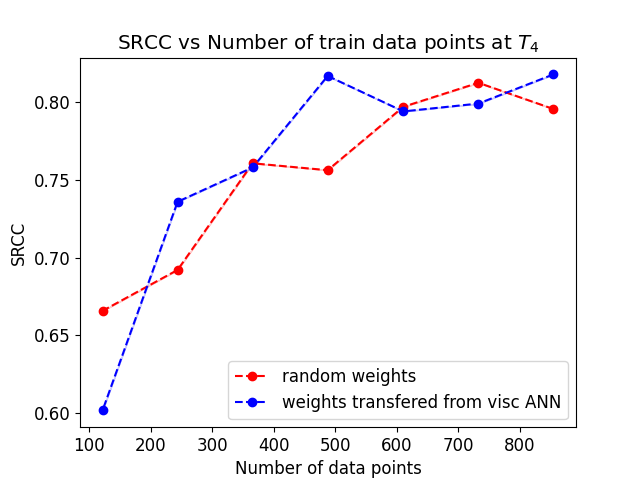 SRCC vs Number of train data points at T₄
SRCC
0.80
0.75
0.70
0.65
0.60
random weights
weights transfered from visc ANN
100 200 300 400 500 600 700 800
Number of data points